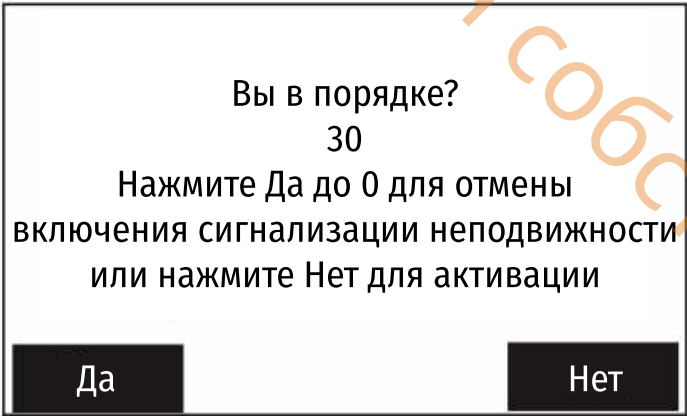 Вы в порядке?
30
Нажмите Да до 0 для отмены
включения сигнализации неподвижности
или нажмите Нет для активации
Да
Нет